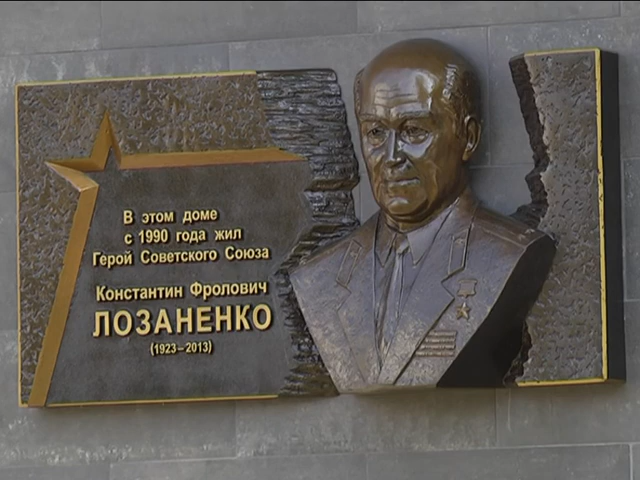 В этом доме
с 1990 года жил
Герой Советского Союза
Константин Фролович
ЛОЗАНЕНКО
(1923–2013)